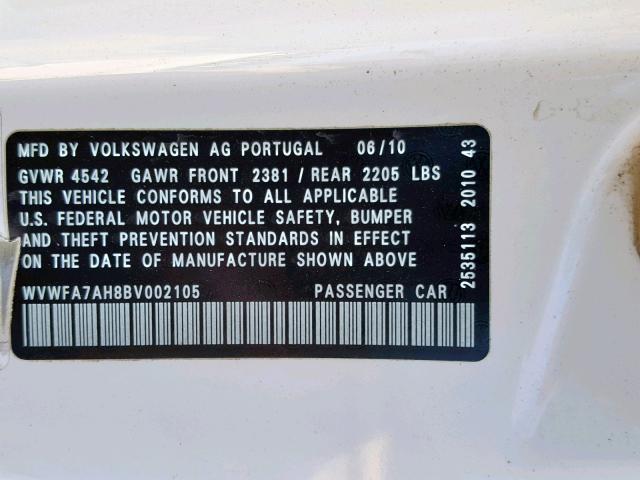 MFD BY VOLKSWAGEN AG PORTUGAL 06/10
GVWR 4542 GAWR FRONT 2381 / REAR 2205 LBS
THIS VEHICLE CONFORMS TO ALL APPLICABLE
U.S. FEDERAL MOTOR VEHICLE SAFETY, BUMPER
AND THEFT PREVENTION STANDARDS IN EFFECT
ON THE DATE OF MANUFACTURE SHOWN ABOVE
WVWFA7AH8BV002105 PASSENGER CAR
2535113 2010 43